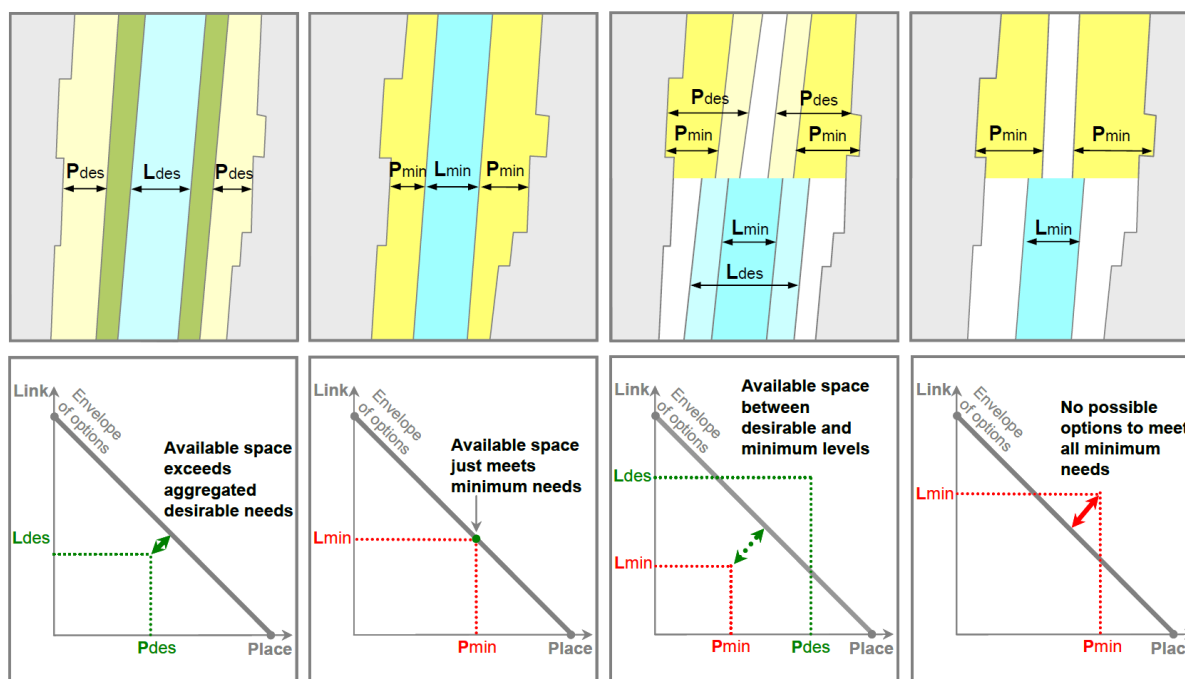 Pdes
Ldes
Pdes
Pmin
Lmin
Pmin
Pdes
Pdes
Pmin
Pmin
Lmin
Ldes
Pmin
Pmin
Lmin
Link
Envelope
of options
Available space
exceeds
aggregated
desirable needs
Ldes
Pdes
Place
Link
Envelope
of options
Available space
just meets
minimum needs
Lmin
Pmin
Place
Link
Envelope
of options
Available space
between
desirable and
minimum levels
Ldes
Lmin
Pmin
Pdes
Place
Link
Envelope
of options
No possible
options to meet
all minimum
needs
Lmin
Pmin
Place